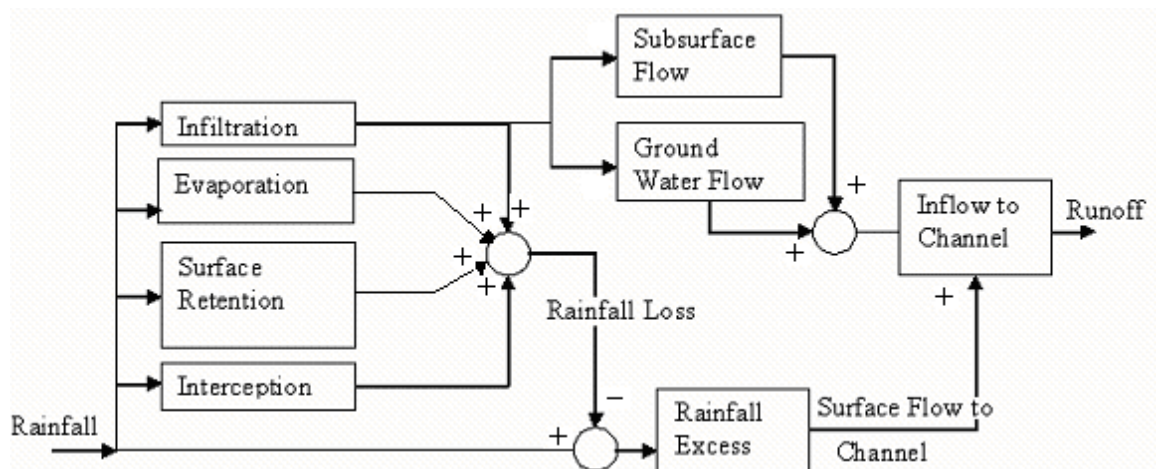 Subsurface
Flow
Infiltration
Ground
Water Flow
Evaporation
+
+
+
Inflow to
Channel
Runoff
+
+
+
+
Surface
Retention
+
Rainfall Loss
Interception
−
Rainfall
+
Rainfall
Excess
Surface Flow to
Channel